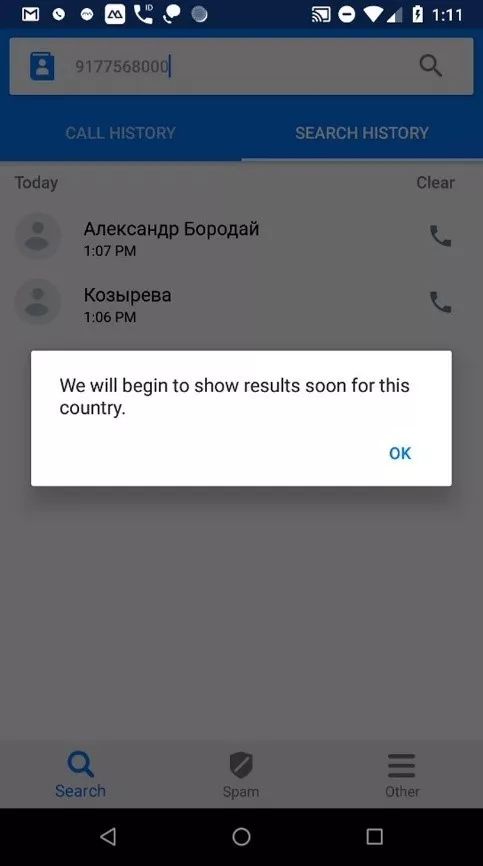 ID
1:11
9177568000
CALL HISTORY
SEARCH HISTORY
Today
Clear
Александр Бородай
1:07 PM
Козырева
1:06 PM
We will begin to show results soon for this
country.
OK
Search
Spam
Other